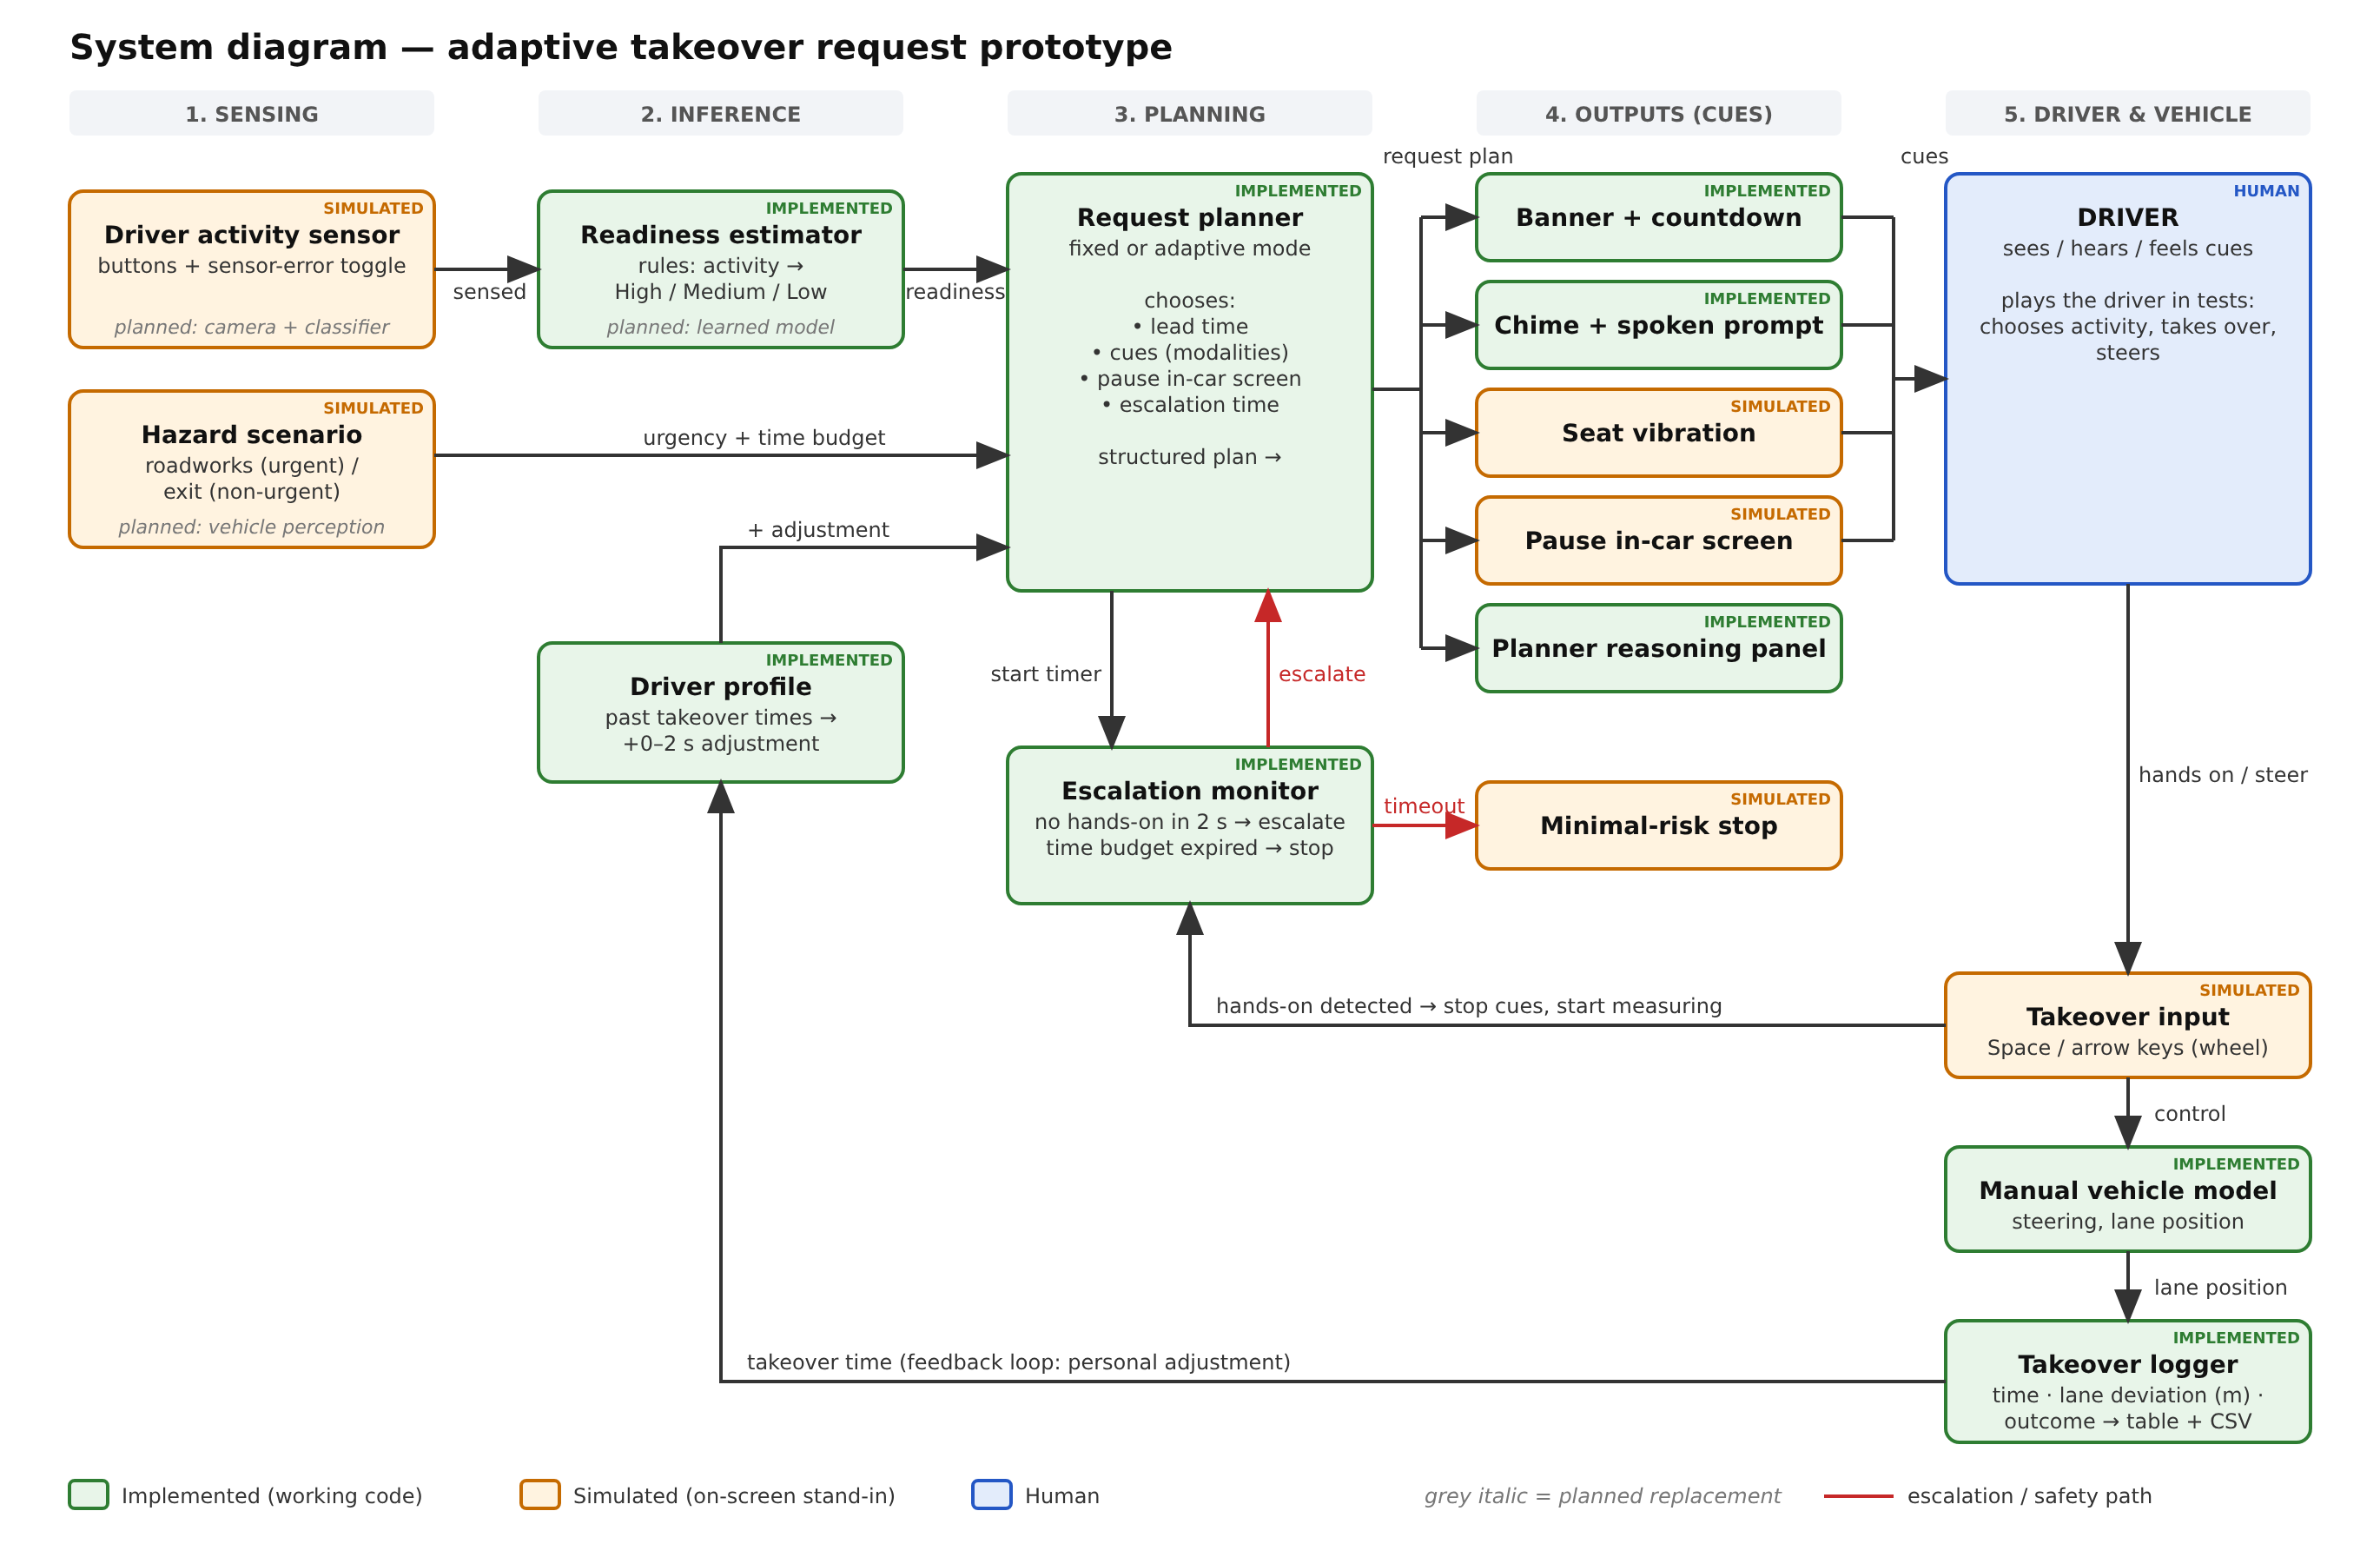 System diagram — adaptive takeover request prototype
1. SENSING
2. INFERENCE
3. PLANNING
4. OUTPUTS (CUES)
5. DRIVER & VEHICLE
SIMULATED
Driver activity sensor
buttons + sensor-error toggle
planned: camera + classifier
sensed
SIMULATED
Hazard scenario
roadworks (urgent) /
exit (non-urgent)
planned: vehicle perception
urgency + time budget
IMPLEMENTED
Readiness estimator
rules: activity →
High / Medium / Low
planned: learned model
readiness
+ adjustment
IMPLEMENTED
Driver profile
past takeover times →
+0–2 s adjustment
IMPLEMENTED
Request planner
fixed or adaptive mode
chooses:
• lead time
• cues (modalities)
• pause in-car screen
• escalation time
structured plan →
request plan
start timer
escalate
IMPLEMENTED
Escalation monitor
no hands-on in 2 s → escalate
time budget expired → stop
timeout
IMPLEMENTED
Banner + countdown
IMPLEMENTED
Chime + spoken prompt
SIMULATED
Seat vibration
SIMULATED
Pause in-car screen
IMPLEMENTED
Planner reasoning panel
SIMULATED
Minimal-risk stop
cues
HUMAN
DRIVER
sees / hears / feels cues
plays the driver in tests:
chooses activity, takes over,
steers
hands on / steer
SIMULATED
Takeover input
Space / arrow keys (wheel)
hands-on detected → stop cues, start measuring
control
IMPLEMENTED
Manual vehicle model
steering, lane position
lane position
IMPLEMENTED
Takeover logger
time · lane deviation (m) ·
outcome → table + CSV
takeover time (feedback loop: personal adjustment)
Implemented (working code)
Simulated (on-screen stand-in)
Human
grey italic = planned replacement
escalation / safety path